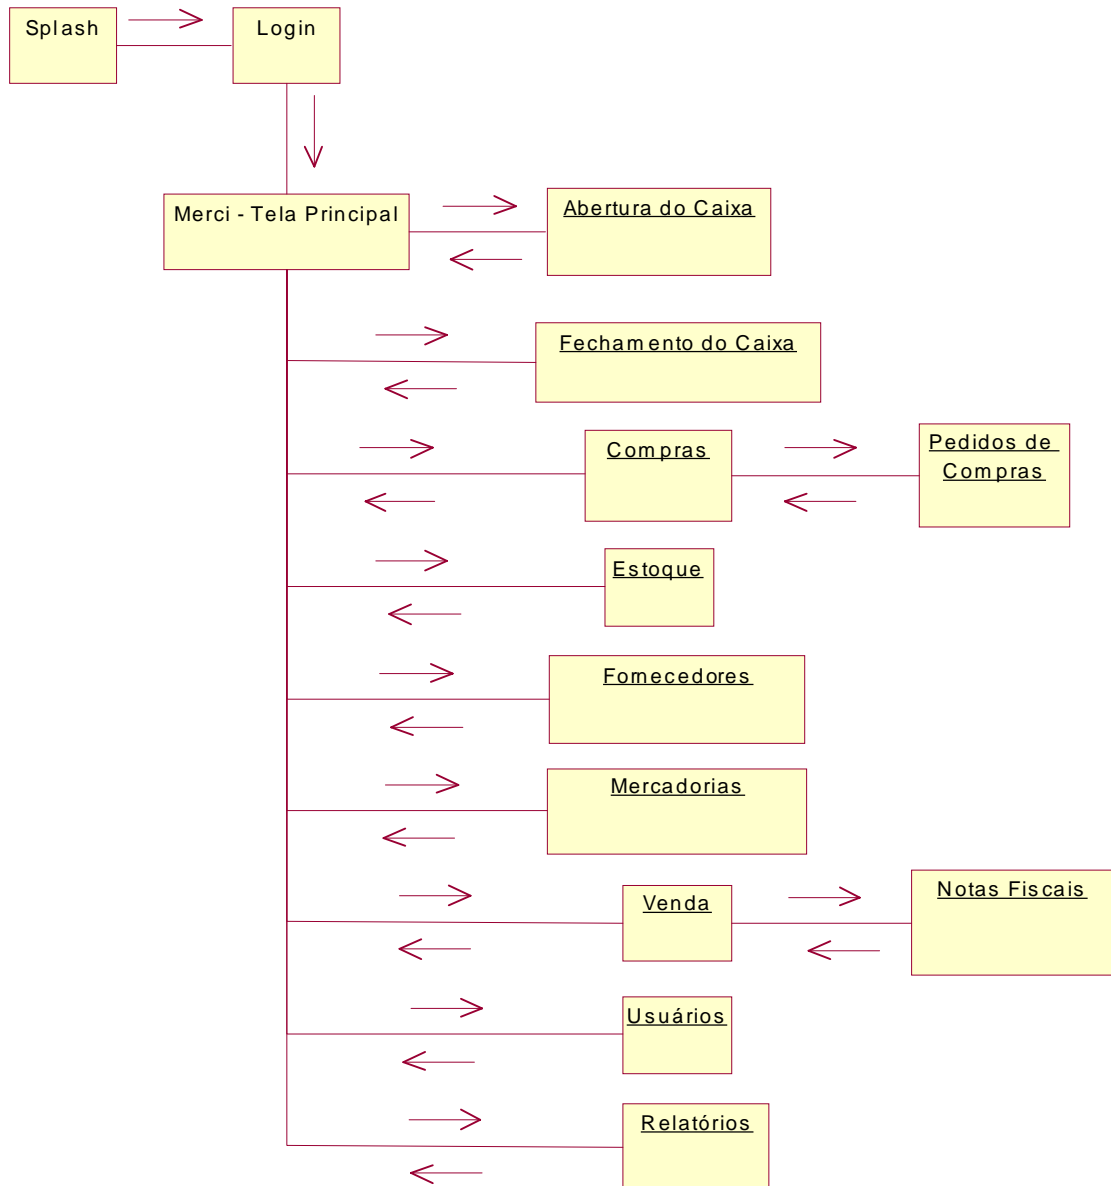 Splash
Login
Merci - Tela Principal
Abertura do Caixa
Fechamento do Caixa
Compras
Pedidos de
Compras
Estoque
Fornecedores
Mercadorias
Venda
Notas Fiscais
Usuários
Relatórios